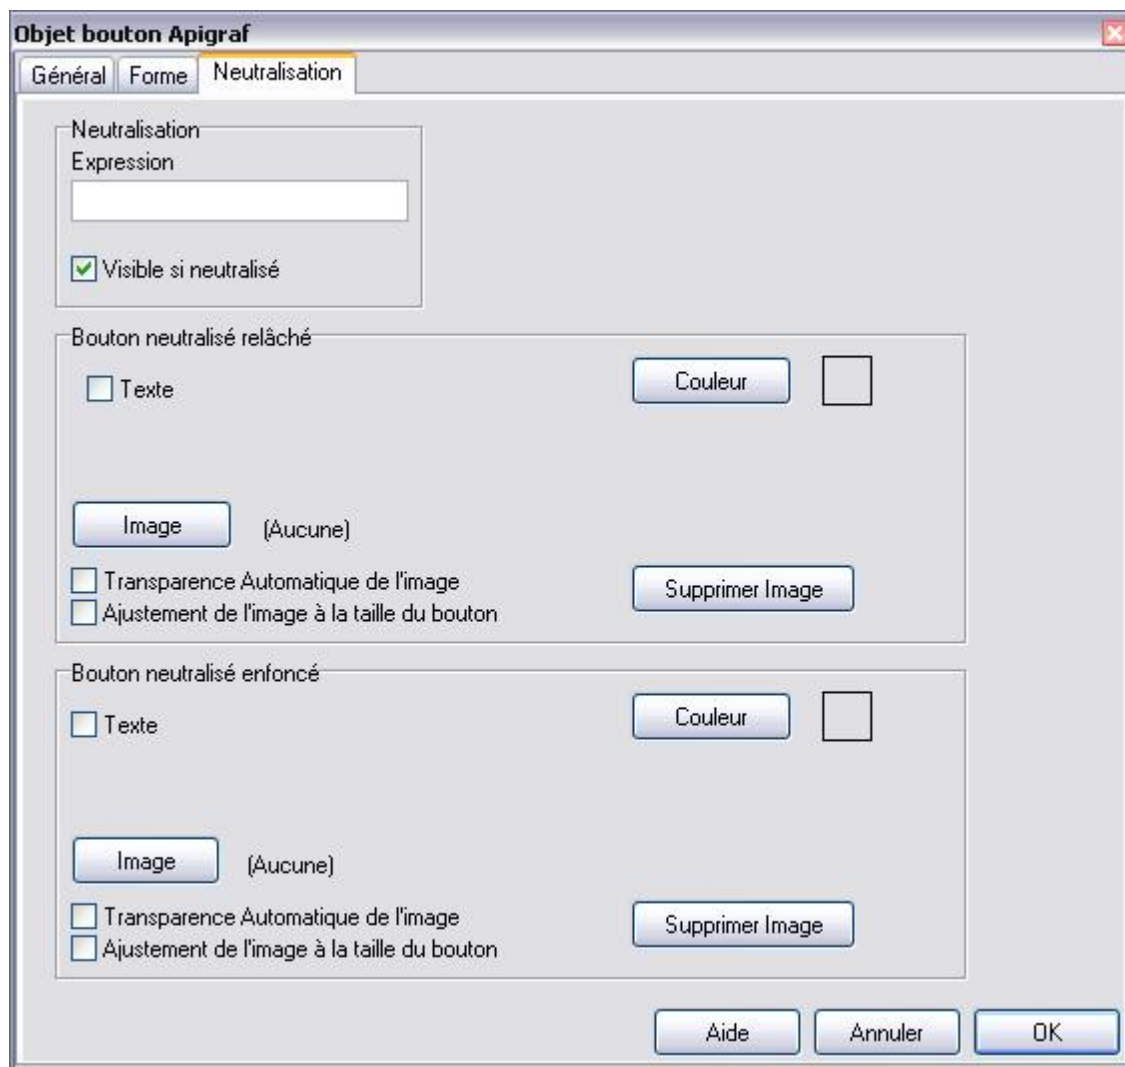 Objet bouton Apigraf
Général Forme Neutralisation
Neutralisation
Expression
Visible si neutralisé
Bouton neutralisé relâché
Texte Couleur
Image (Aucune)
Transparence Automatique de l'image
Supprimer Image
Ajustement de l'image à la taille du bouton
Bouton neutralisé enfoncé
Texte Couleur
Image (Aucune)
Transparence Automatique de l'image
Supprimer Image
Ajustement de l'image à la taille du bouton
Aide Annuler OK